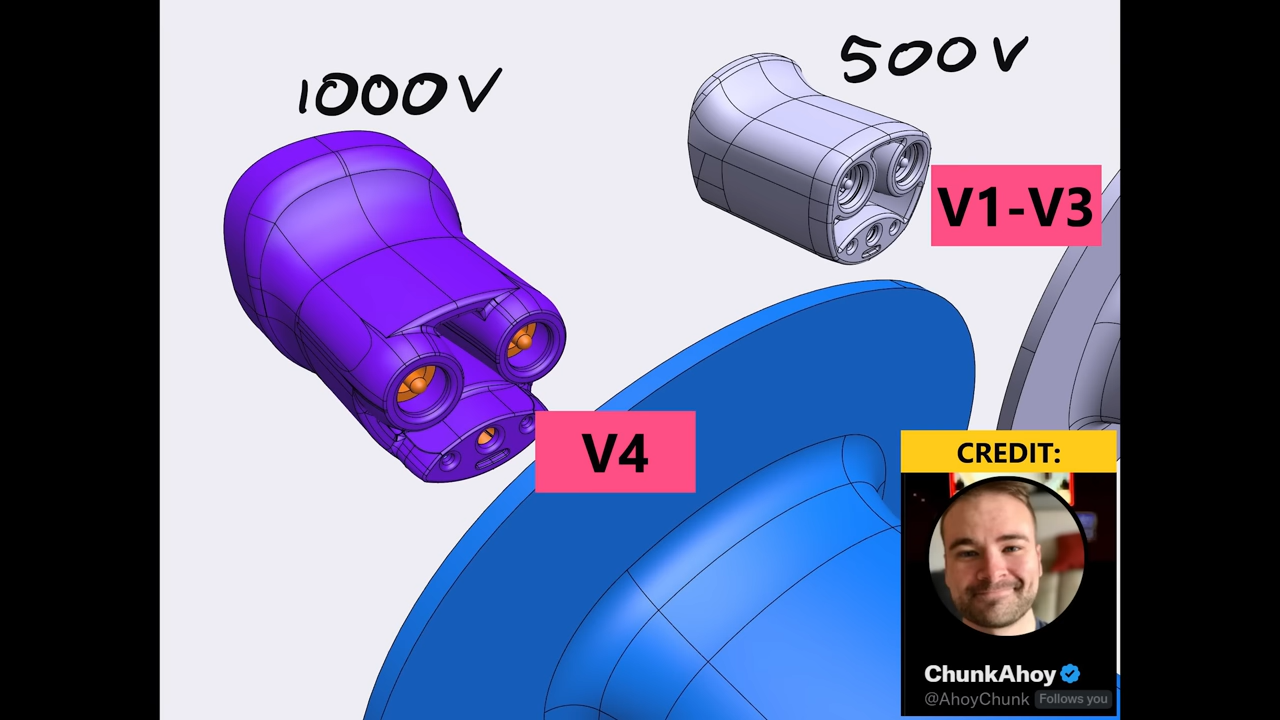 1000V
500V
V1-V3
V4
CREDIT:
ChunkAhoy
@AhoyChunk Follows you